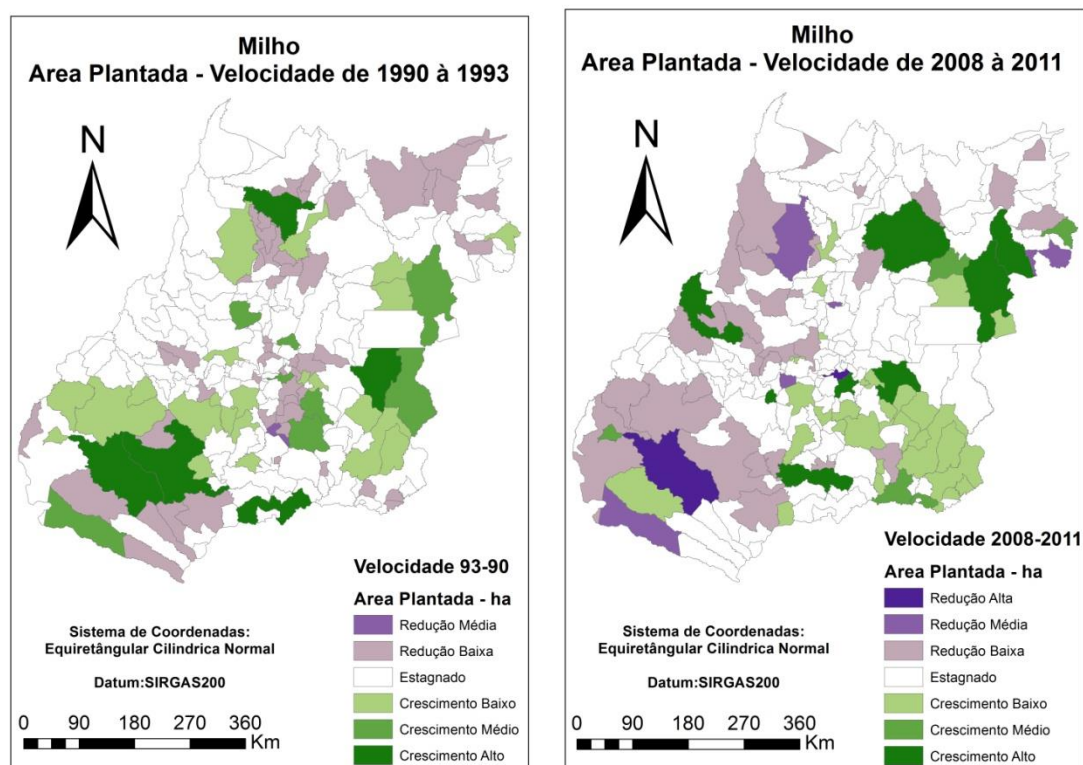 Milho
Area Plantada - Velocidade de 1990 à 1993
N
Velocidade 93-90
Area Plantada - ha
Redução Média
Redução Baixa
Estagnado
Crescimento Baixo
Crescimento Médio
Crescimento Alto
Sistema de Coordenadas:
Equiretângular Cilindrica Normal
Datum:SIRGAS200
0 90 180 270 360
Km
Milho
Area Plantada - Velocidade de 2008 à 2011
N
Velocidade 2008-2011
Area Plantada - ha
Redução Alta
Redução Média
Redução Baixa
Estagnado
Crescimento Baixo
Crescimento Médio
Crescimento Alto
Sistema de Coordenadas:
Equiretângular Cilindrica Normal
Datum:SIRGAS200
0 90 180 270 360
Km